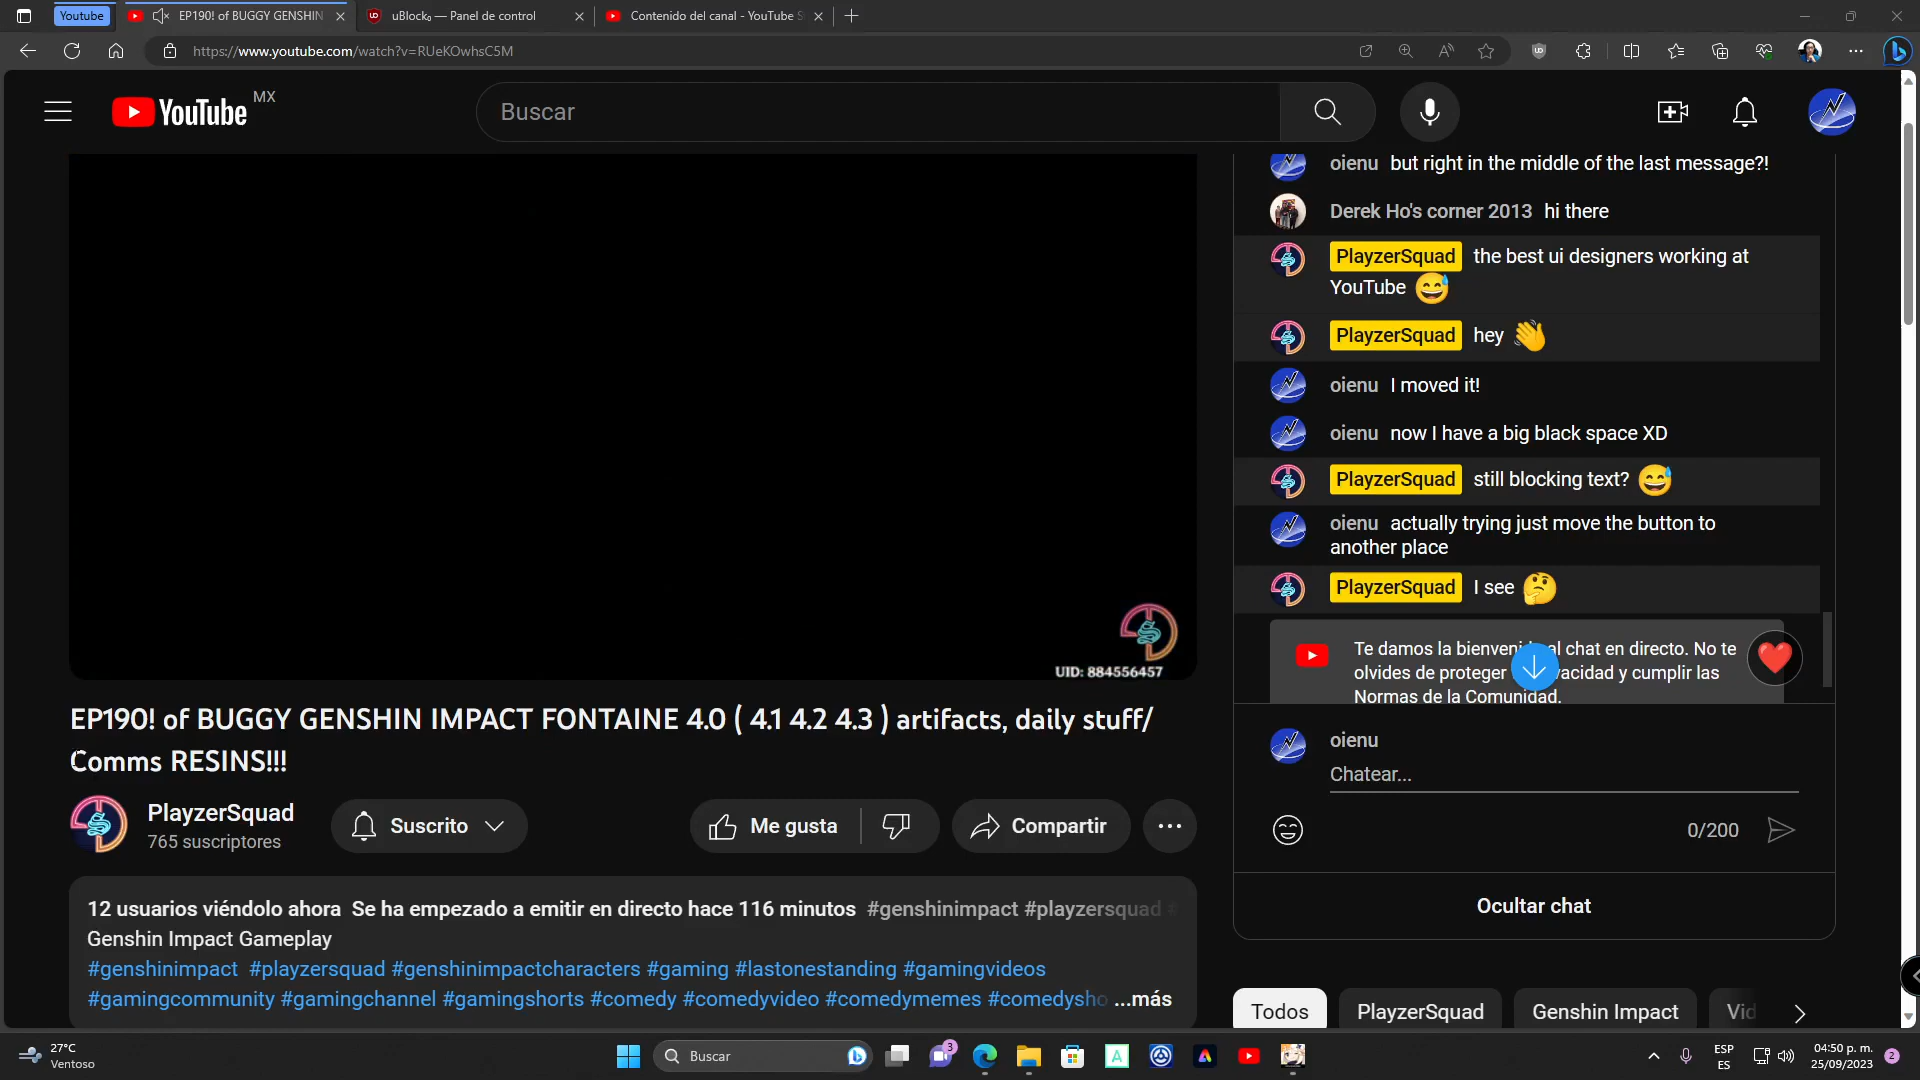 Youtube
EP190! of BUGGY GENSHIN
uBlock₀ — Panel de control
Contenido del canal - YouTube S
https://www.youtube.com/watch?v=RUeKOwhsC5M
YouTube MX
Buscar
oienu but right in the middle of the last message?!
Derek Ho's corner 2013 hi there
PlayzerSquad the best ui designers working at
YouTube 😅
PlayzerSquad hey 👋
oienu I moved it!
oienu now I have a big black space XD
PlayzerSquad still blocking text? 😅
oienu actually trying just move the button to
another place
PlayzerSquad I see 🤔
Te damos la al chat en directo. No te
olvides de proteger y cumplir las
Normas de la Comunidad.
UID: 884556457
EP190! of BUGGY GENSHIN IMPACT FONTAINE 4.0 ( 4.1 4.2 4.3 ) artifacts, daily stuff/
Comms RESINS!!!
PlayzerSquad
765 suscriptores
Suscrito
Me gusta
Compartir
12 usuarios viéndolo ahora Se ha empezado a emitir en directo hace 116 minutos #genshinimpact #playzersquad #
Genshin Impact Gameplay
#genshinimpact #playzersquad #genshinimpactcharacters #gaming #lastonestanding #gamingvideos
#gamingcommunity #gamingchannel #gamingshorts #comedy #comedyvideo #comedymemes #comedysho ...más
oienu
Chatear...
0/200
Ocultar chat
Todos
PlayzerSquad
Genshin Impact
Vid
27°C
Ventoso
Buscar
3
ESP
ES
04:50 p. m.
25/09/2023
2